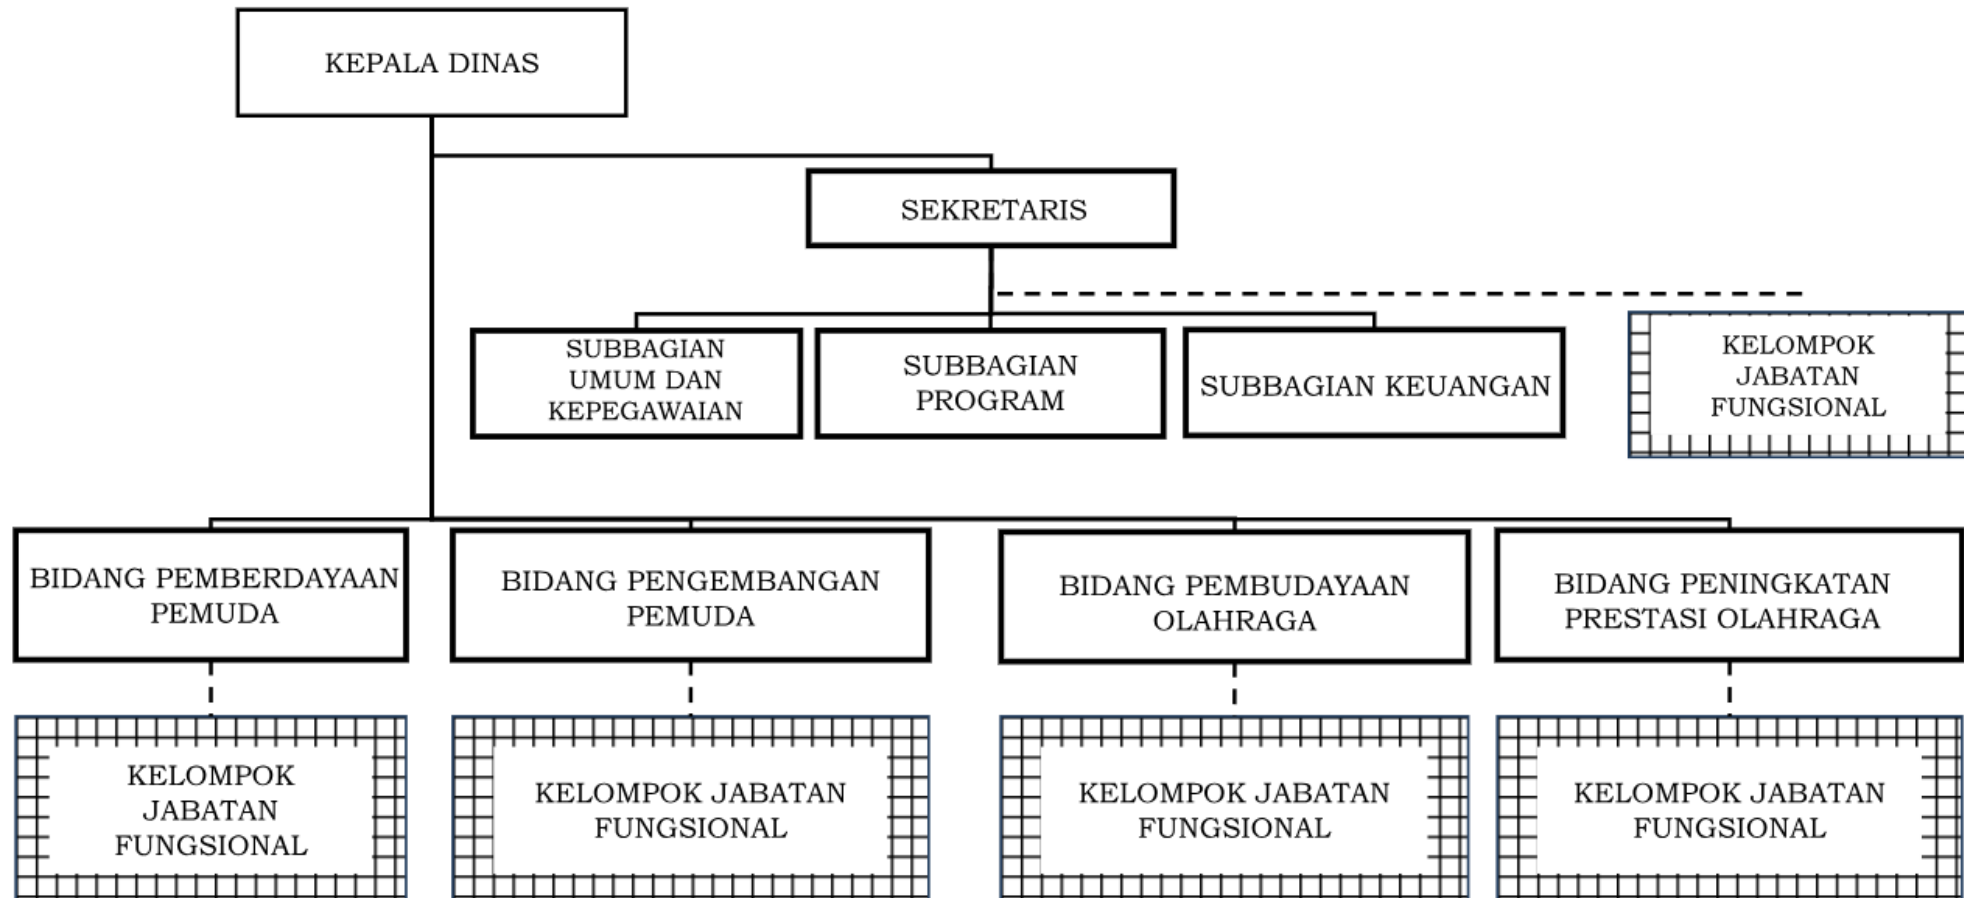 KEPALA DINAS
SEKRETARIS
SUBBAGIAN
UMUM DAN
KEPEGAWAIAN
SUBBAGIAN
PROGRAM
SUBBAGIAN KEUANGAN
KELOMPOK
JABATAN
FUNGSIONAL
BIDANG PEMBERDAYAAN
PEMUDA
BIDANG PENGEMBANGAN
PEMUDA
BIDANG PEMBUDAYAAN
OLAHRAGA
BIDANG PENINGKATAN
PRESTASI OLAHRAGA
KELOMPOK
JABATAN
FUNGSIONAL
KELOMPOK JABATAN
FUNGSIONAL
KELOMPOK JABATAN
FUNGSIONAL
KELOMPOK JABATAN
FUNGSIONAL